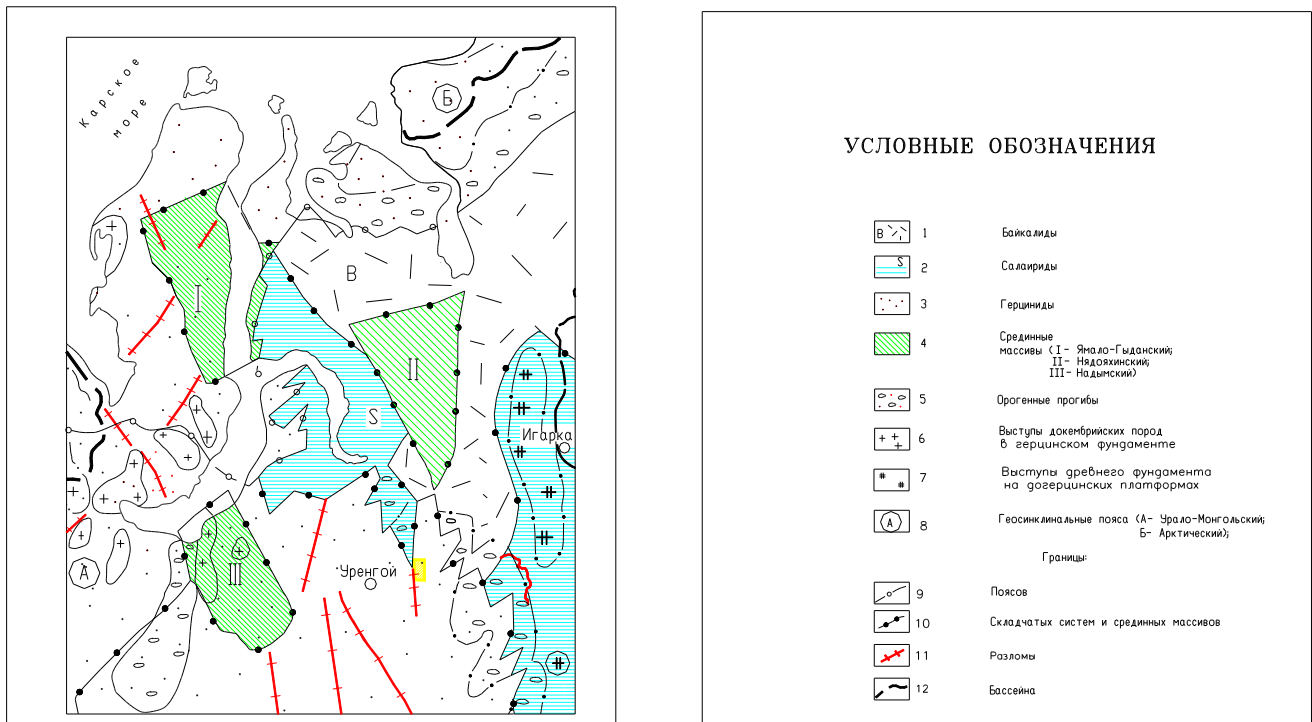 Карское
море
Б
I
В
II
S
Игарка
А
III
Уренгой
УСЛОВНЫЕ ОБОЗНАЧЕНИЯ
В 1 Байкалиды
S 2 Салаириды
3 Герциниды
4 Срединные
массивы (I- Ямало-Гыданский;
II- Нядояхинский;
III- Надымский)
5 Орогенные прогибы
6 Выступы докембрийских пород
в герцинском фундаменте
7 Выступы древнего фундамента
на догерцинских платформах
А 8 Геосинклинальные пояса (А- Урало-Монгольский;
Б- Арктический);
Границы:
9 Поясов
10 Складчатых систем и срединных массивов
11 Разломы
12 Бассейна